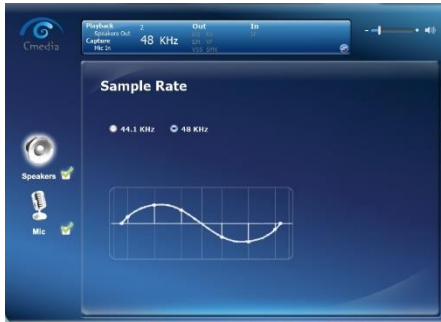 Cmedia
Playback 2 Out In
Speakers Out
Capture
Mic In
48 KHz
Sample Rate
44.1 KHz 48 KHz
Speakers
Mic